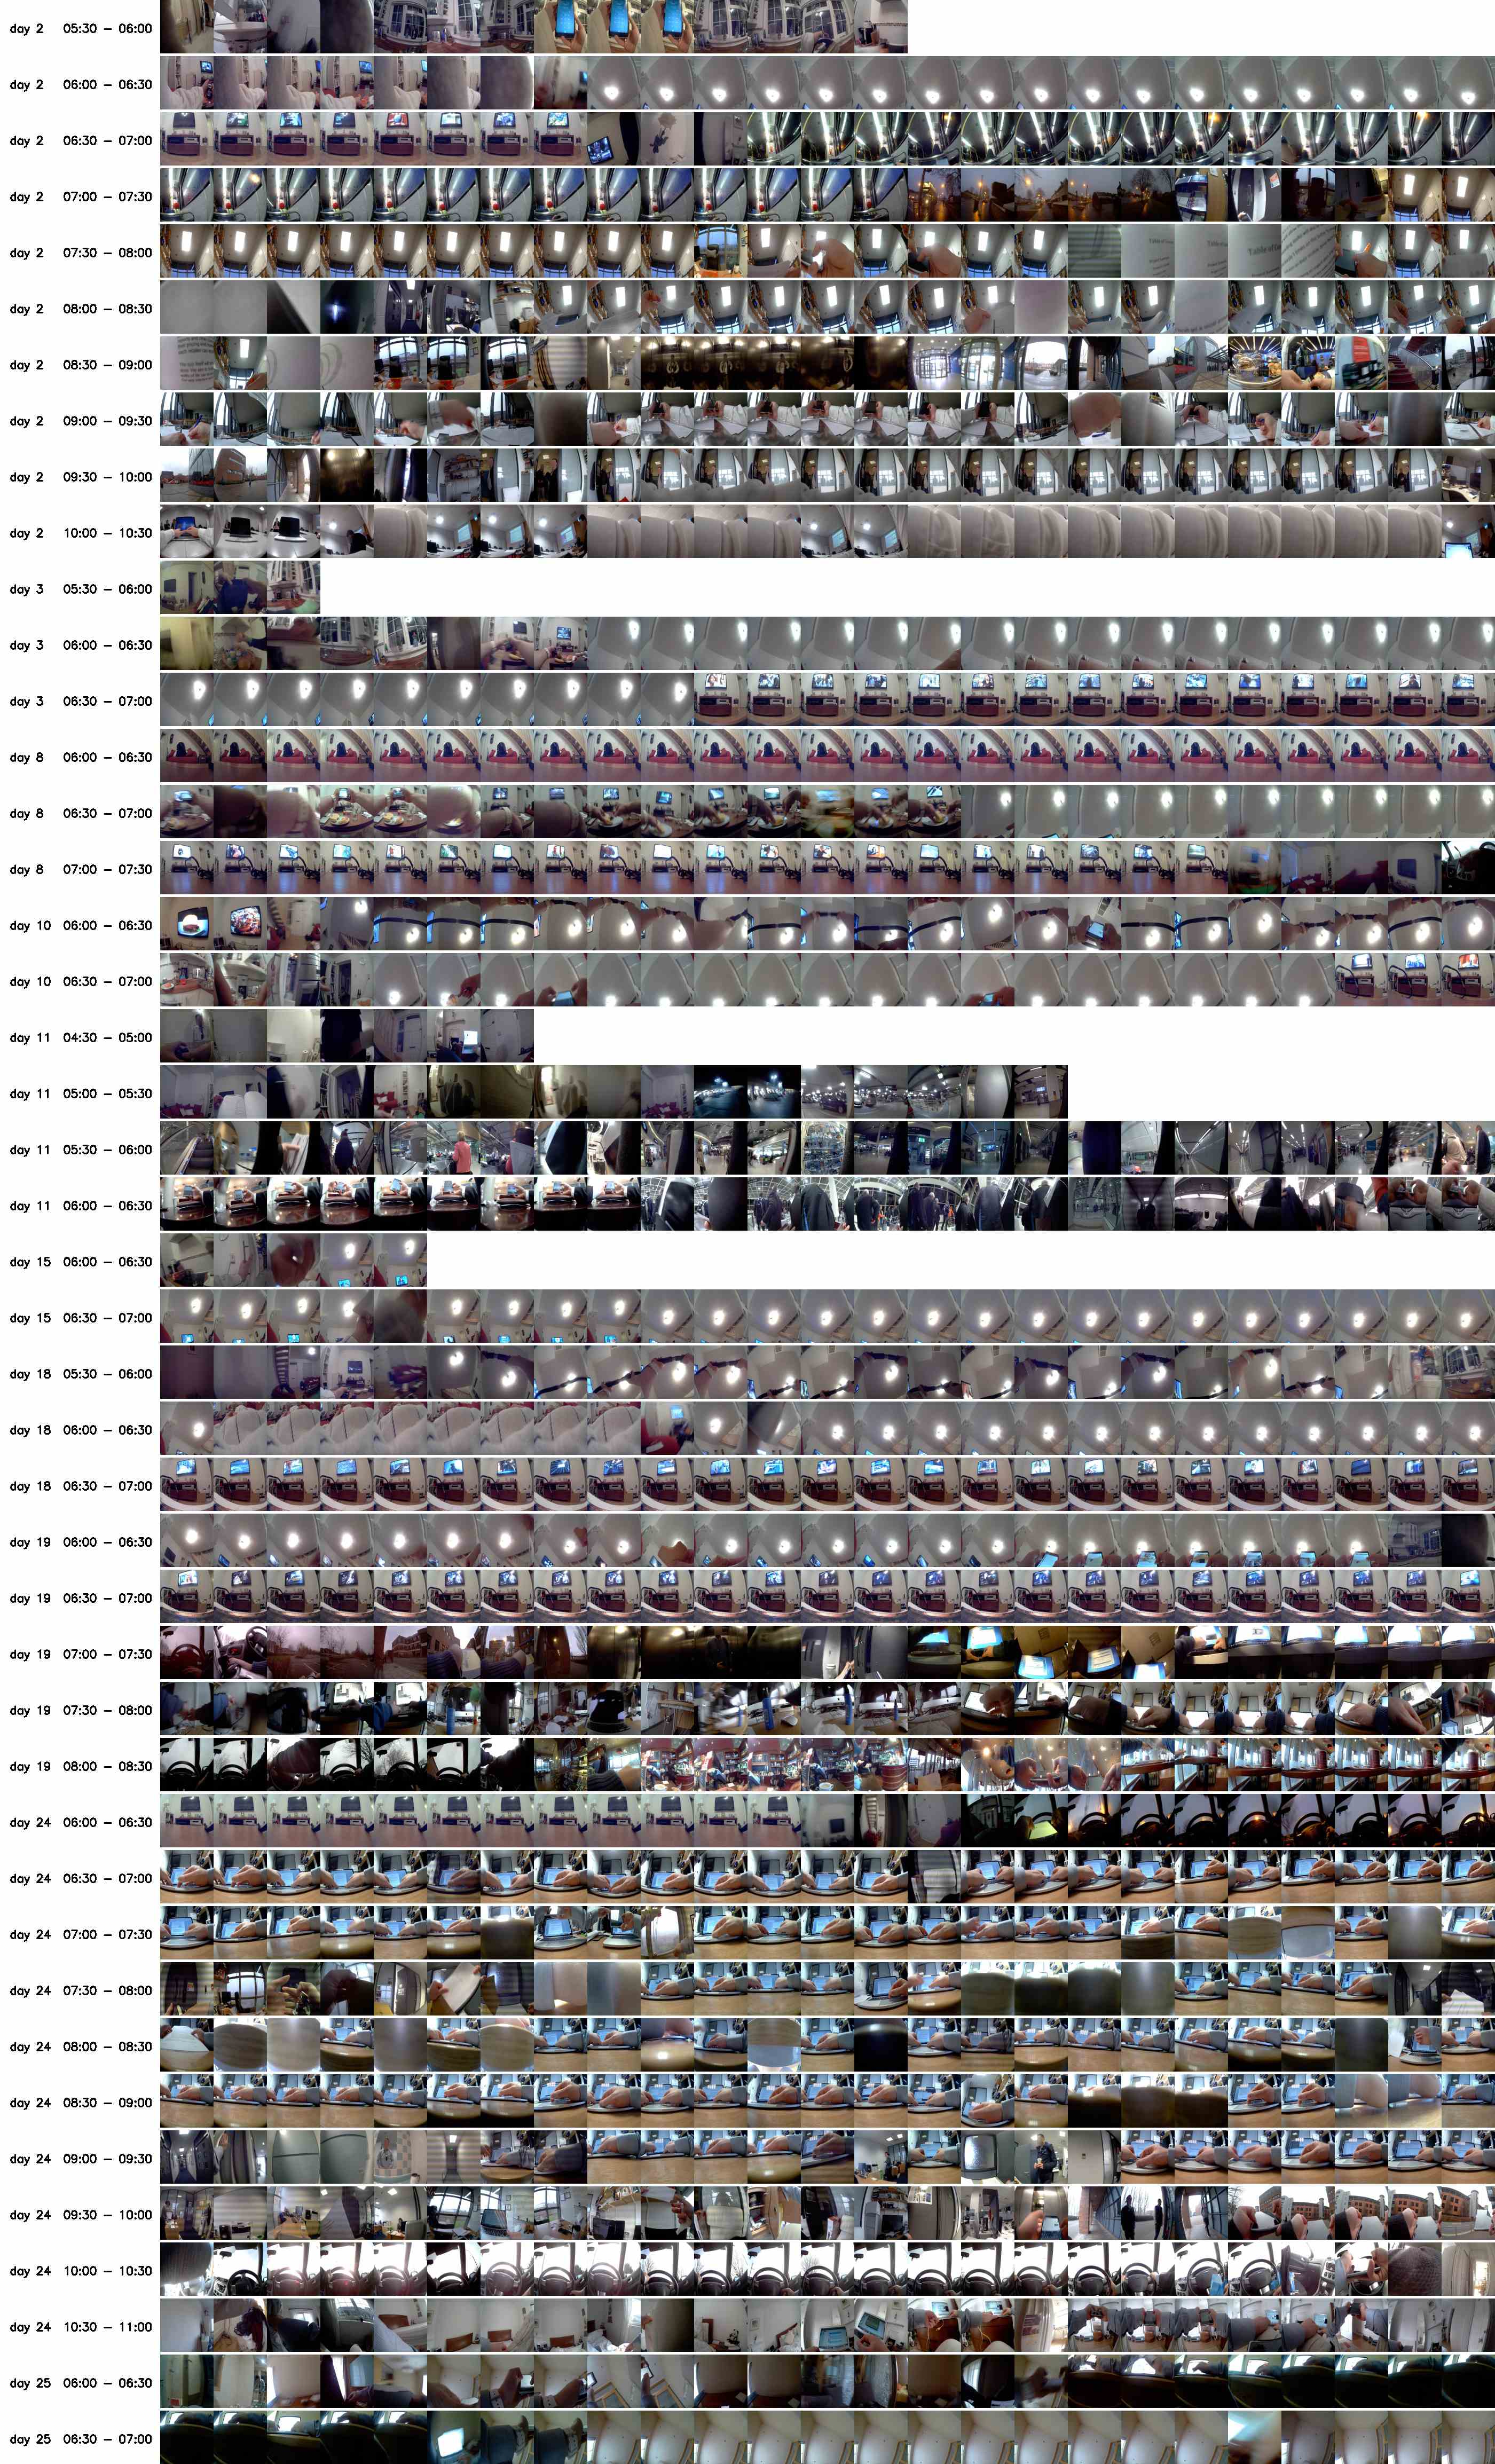 day 2 05:30 – 06:00
day 2 06:00 – 06:30
day 2 06:30 – 07:00
day 2 07:00 – 07:30
day 2 07:30 – 08:00
day 2 08:00 – 08:30
day 2 08:30 – 09:00
day 2 09:00 – 09:30
day 2 09:30 – 10:00
day 2 10:00 – 10:30
day 3 05:30 – 06:00
day 3 06:00 – 06:30
day 3 06:30 – 07:00
day 8 06:00 – 06:30
day 8 06:30 – 07:00
day 8 07:00 – 07:30
day 10 06:00 – 06:30
day 10 06:30 – 07:00
day 11 04:30 – 05:00
day 11 05:00 – 05:30
day 11 05:30 – 06:00
day 11 06:00 – 06:30
day 15 06:00 – 06:30
day 15 06:30 – 07:00
day 18 05:30 – 06:00
day 18 06:00 – 06:30
day 18 06:30 – 07:00
day 19 06:00 – 06:30
day 19 06:30 – 07:00
day 19 07:00 – 07:30
day 19 07:30 – 08:00
day 19 08:00 – 08:30
day 24 06:00 – 06:30
day 24 06:30 – 07:00
day 24 07:00 – 07:30
day 24 07:30 – 08:00
day 24 08:00 – 08:30
day 24 08:30 – 09:00
day 24 09:00 – 09:30
day 24 09:30 – 10:00
day 24 10:00 – 10:30
day 24 10:30 – 11:00
day 25 06:00 – 06:30
day 25 06:30 – 07:00